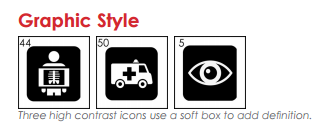 Graphic Style
44 50 5
Three high contrast icons use a soft box to add definition.